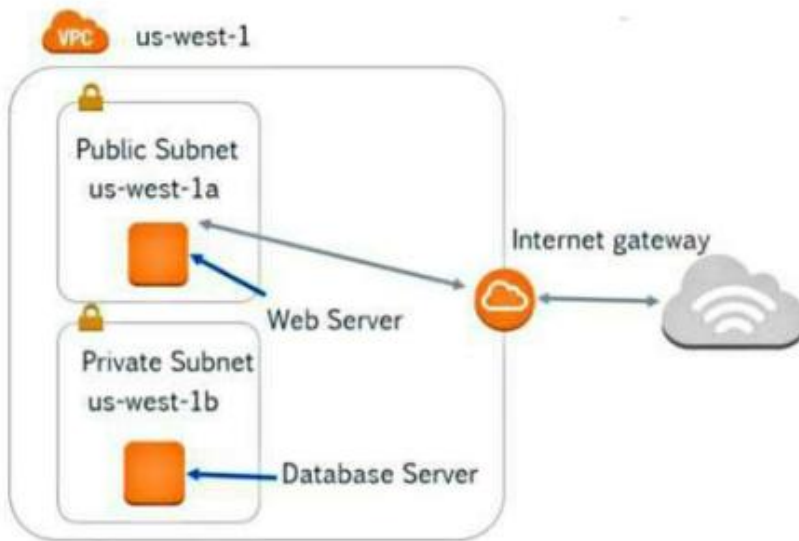 VPC us-west-1
Public Subnet
us-west-1a
Internet gateway
Web Server
Private Subnet
us-west-1b
Database Server